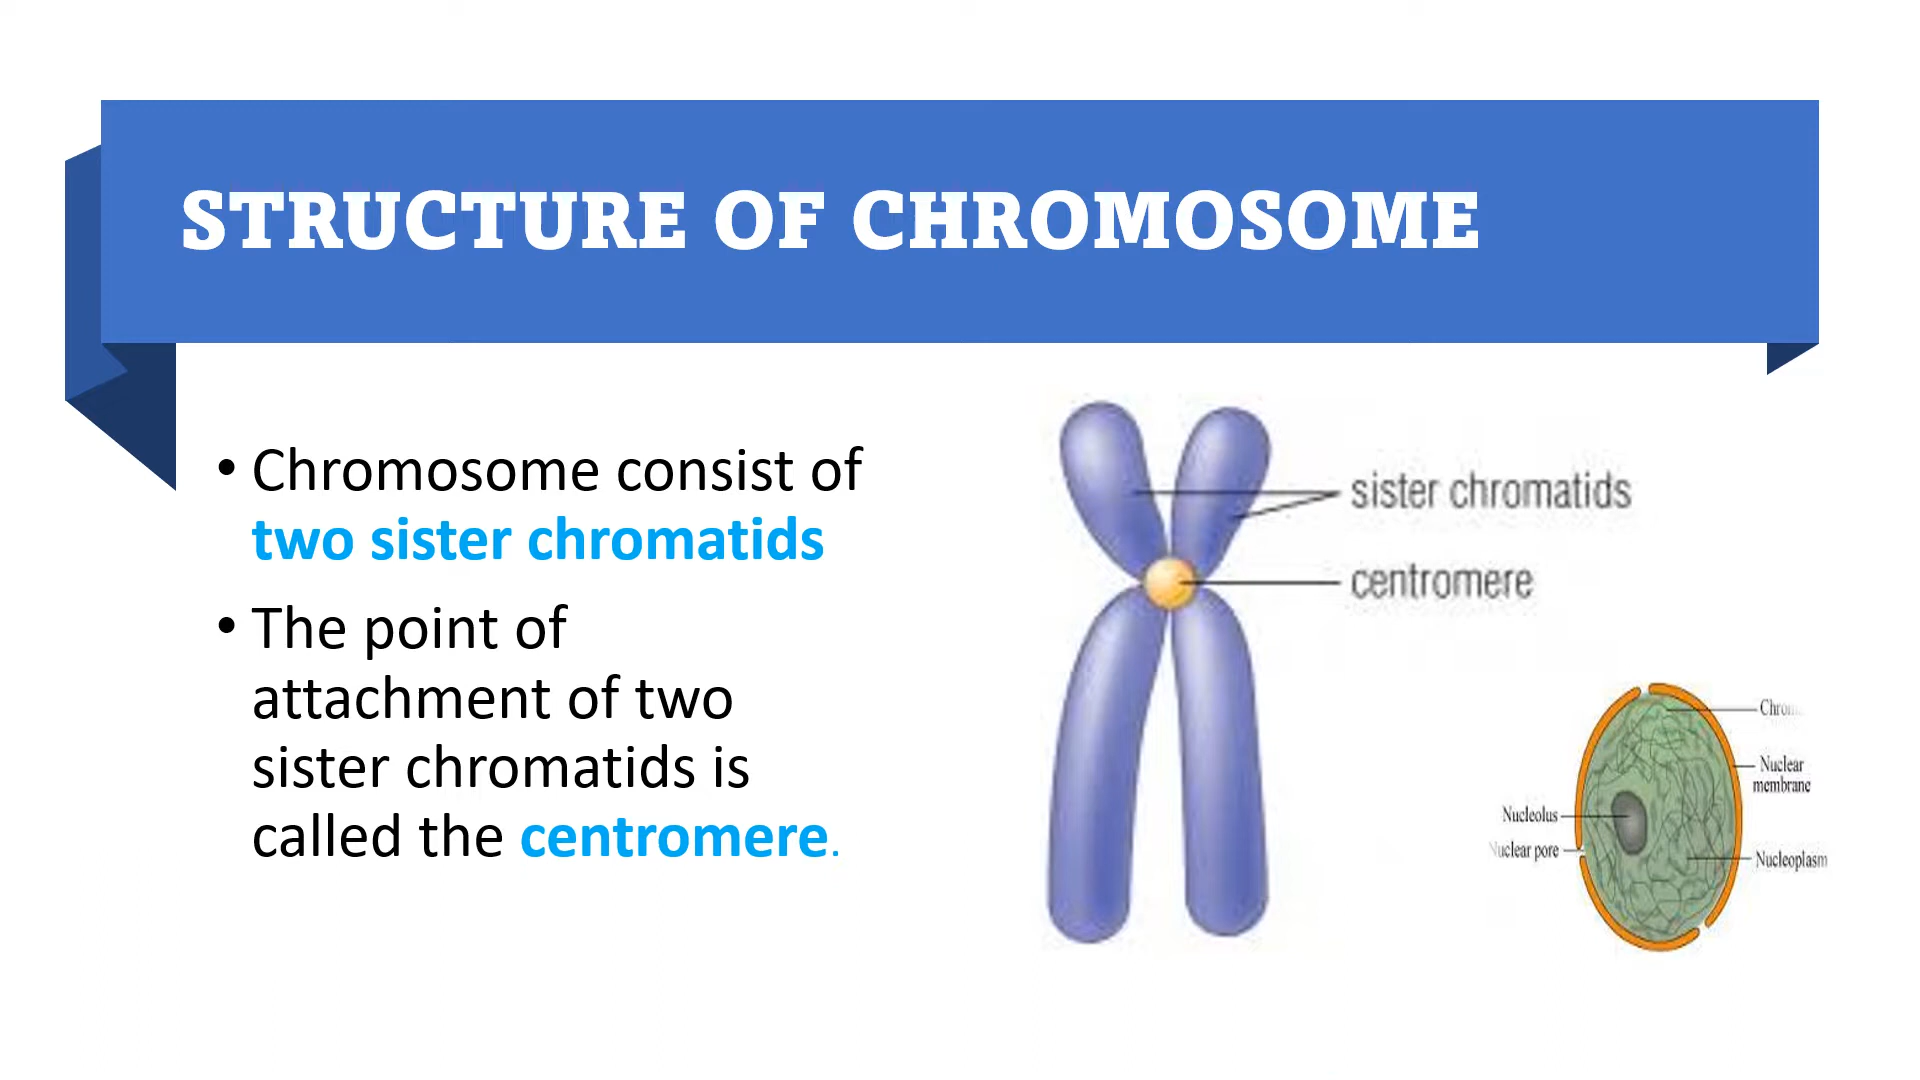 STRUCTURE OF CHROMOSOME
• Chromosome consist of
two sister chromatids
• The point of
attachment of two
sister chromatids is
called the centromere.
sister chromatids
centromere
Nuclear
membrane
Nucleolus
pore
Nucleoplasm